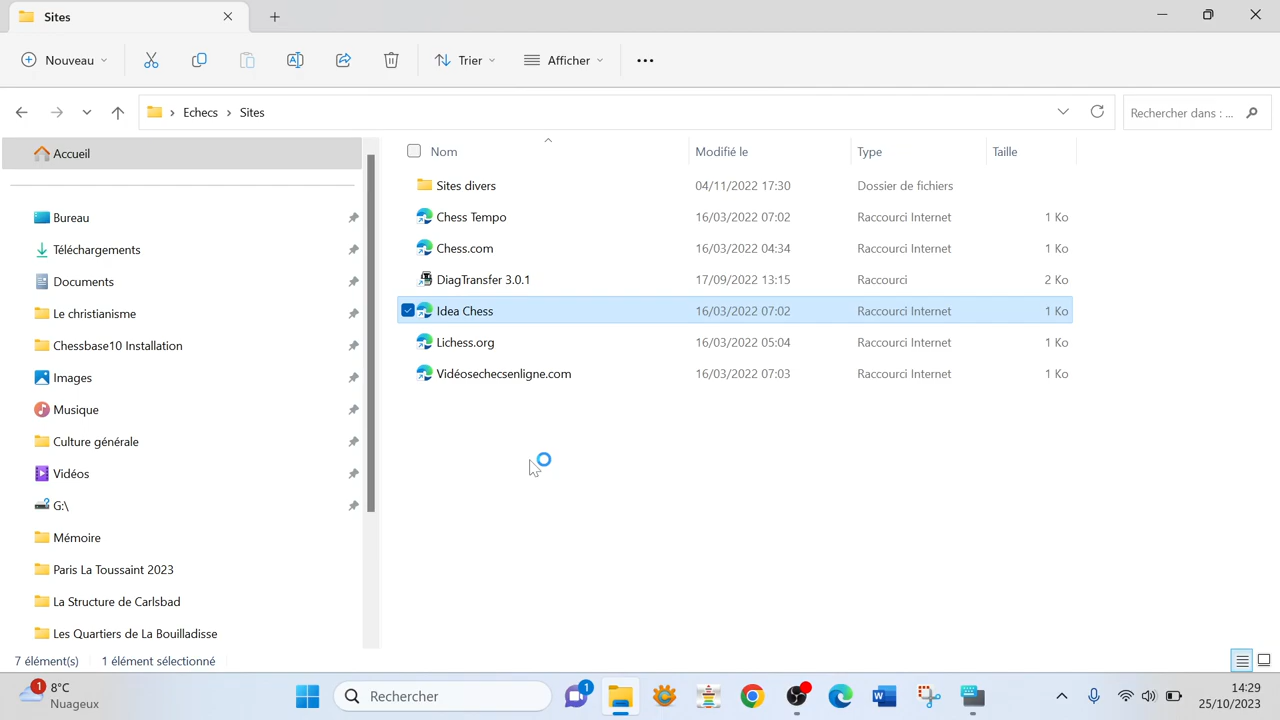 Sites
Nouveau
Trier
Afficher
Echecs
Sites
Rechercher dans : ...
Accueil
Nom
Modifié le
Type
Taille
Sites divers 04/11/2022 17:30 Dossier de fichiers
Bureau
Chess Tempo 16/03/2022 07:02 Raccourci Internet 1 Ko
Téléchargements
Chess.com 16/03/2022 04:34 Raccourci Internet 1 Ko
Documents
DiagTransfer 3.0.1 17/09/2022 13:15 Raccourci 2 Ko
Le christianisme
Idea Chess 16/03/2022 07:02 Raccourci Internet 1 Ko
Chessbase10 Installation
Lichess.org 16/03/2022 05:04 Raccourci Internet 1 Ko
Images
Vidéosechecsenligne.com 16/03/2022 07:03 Raccourci Internet 1 Ko
Musique
Culture générale
Vidéos
G:\
Mémoire
Paris La Toussaint 2023
La Structure de Carlsbad
Les Quartiers de La Bouilladisse
7 élément(s) 1 élément sélectionné
1
8°C
Nuageux
Rechercher
1
14:29
25/10/2023